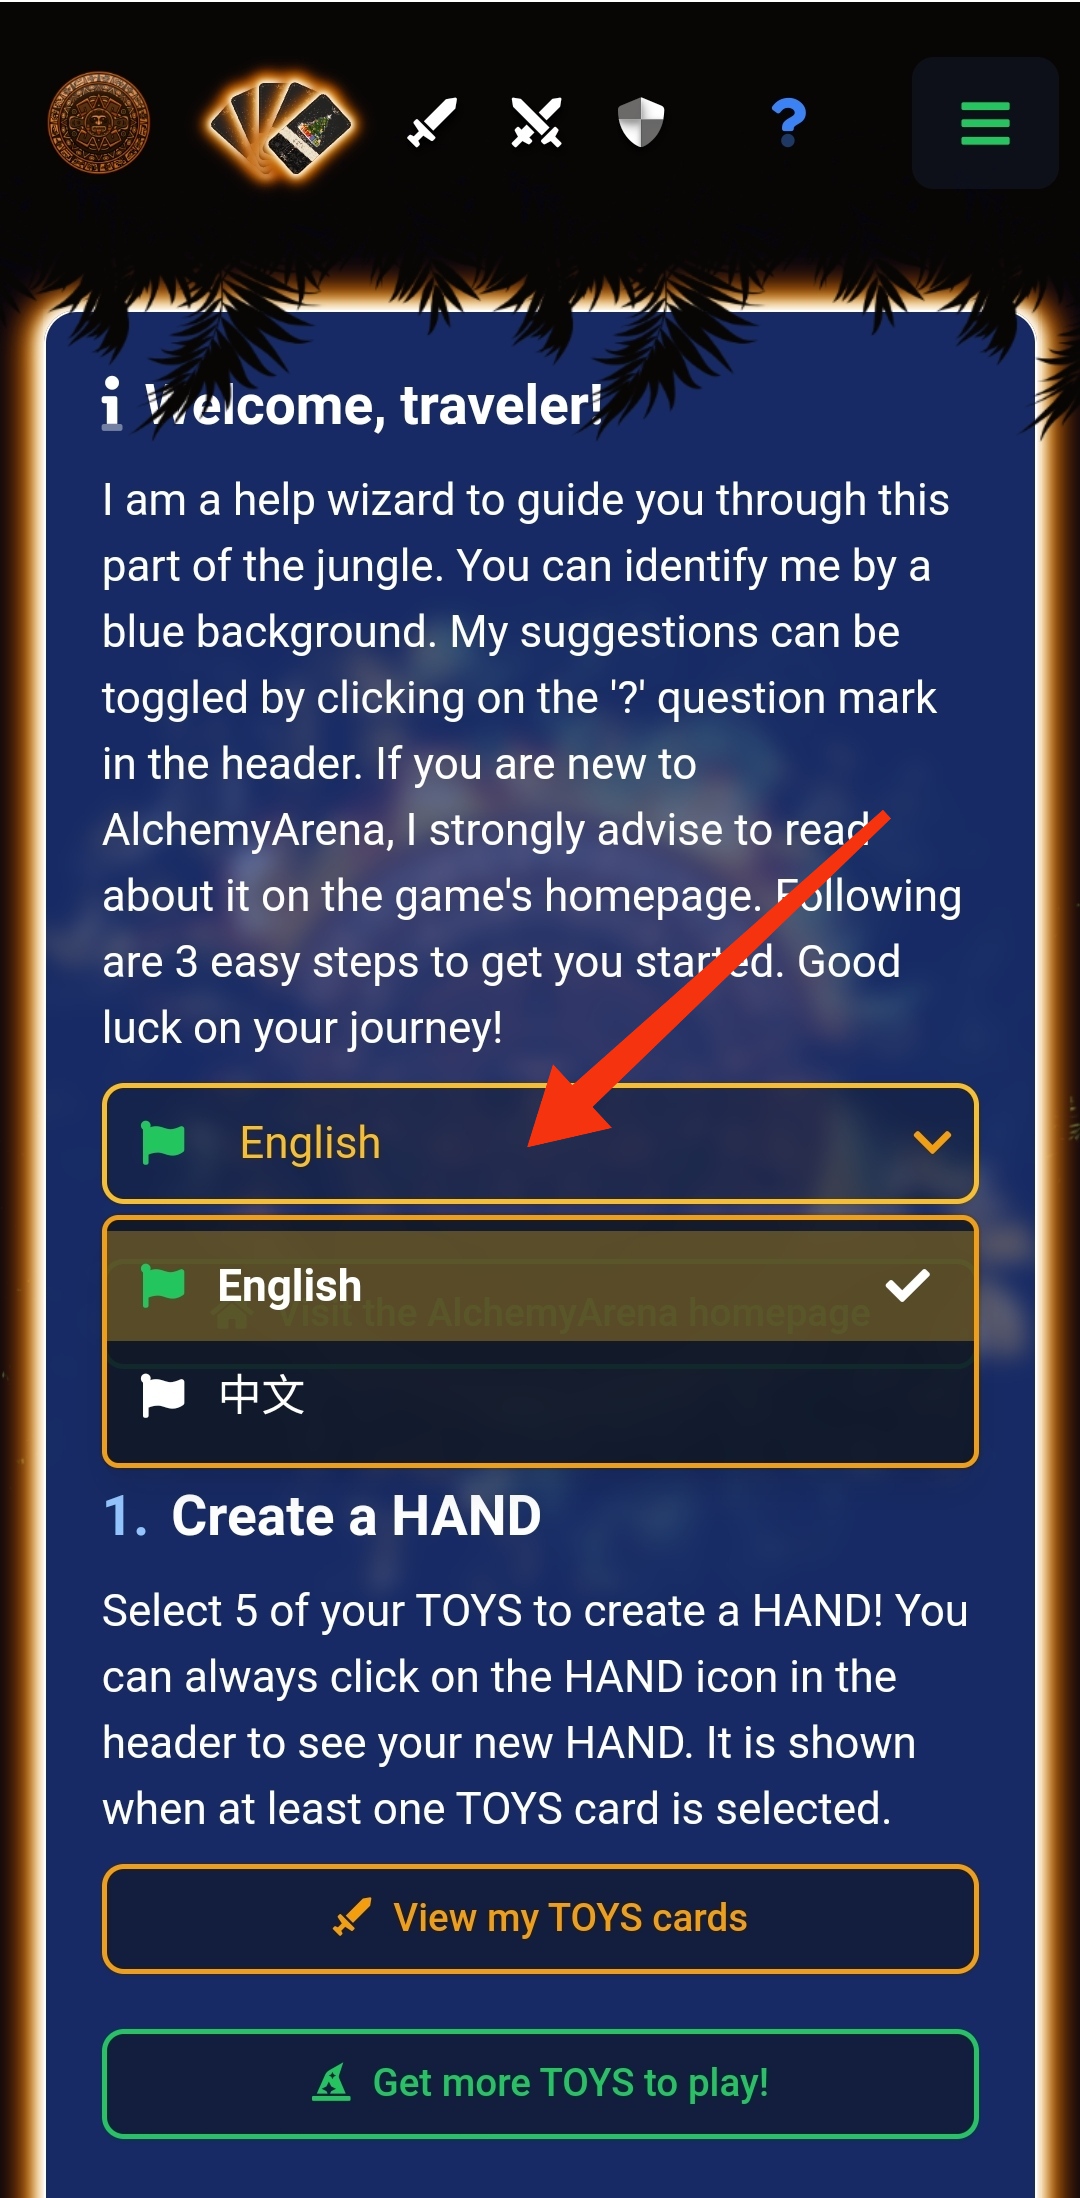 Welcome, traveler!
I am a help wizard to guide you through this
part of the jungle. You can identify me by a
blue background. My suggestions can be
toggled by clicking on the '?' question mark
in the header. If you are new to
AlchemyArena, I strongly advise to read
about it on the game's homepage. Following
are 3 easy steps to get you started. Good
luck on your journey!
English
English
Visit the AlchemyArena homepage
中文
1. Create a HAND
Select 5 of your TOYS to create a HAND! You
can always click on the HAND icon in the
header to see your new HAND. It is shown
when at least one TOYS card is selected.
View my TOYS cards
Get more TOYS to play!